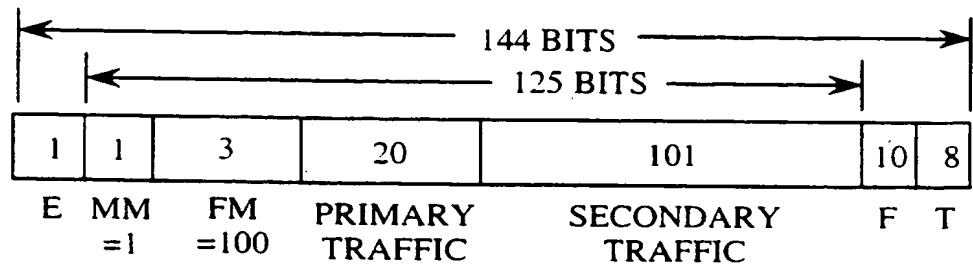 144 BITS
125 BITS
1 1 3 20 101 10 8
E MM FM PRIMARY SECONDARY F T
=1 =100 TRAFFIC TRAFFIC